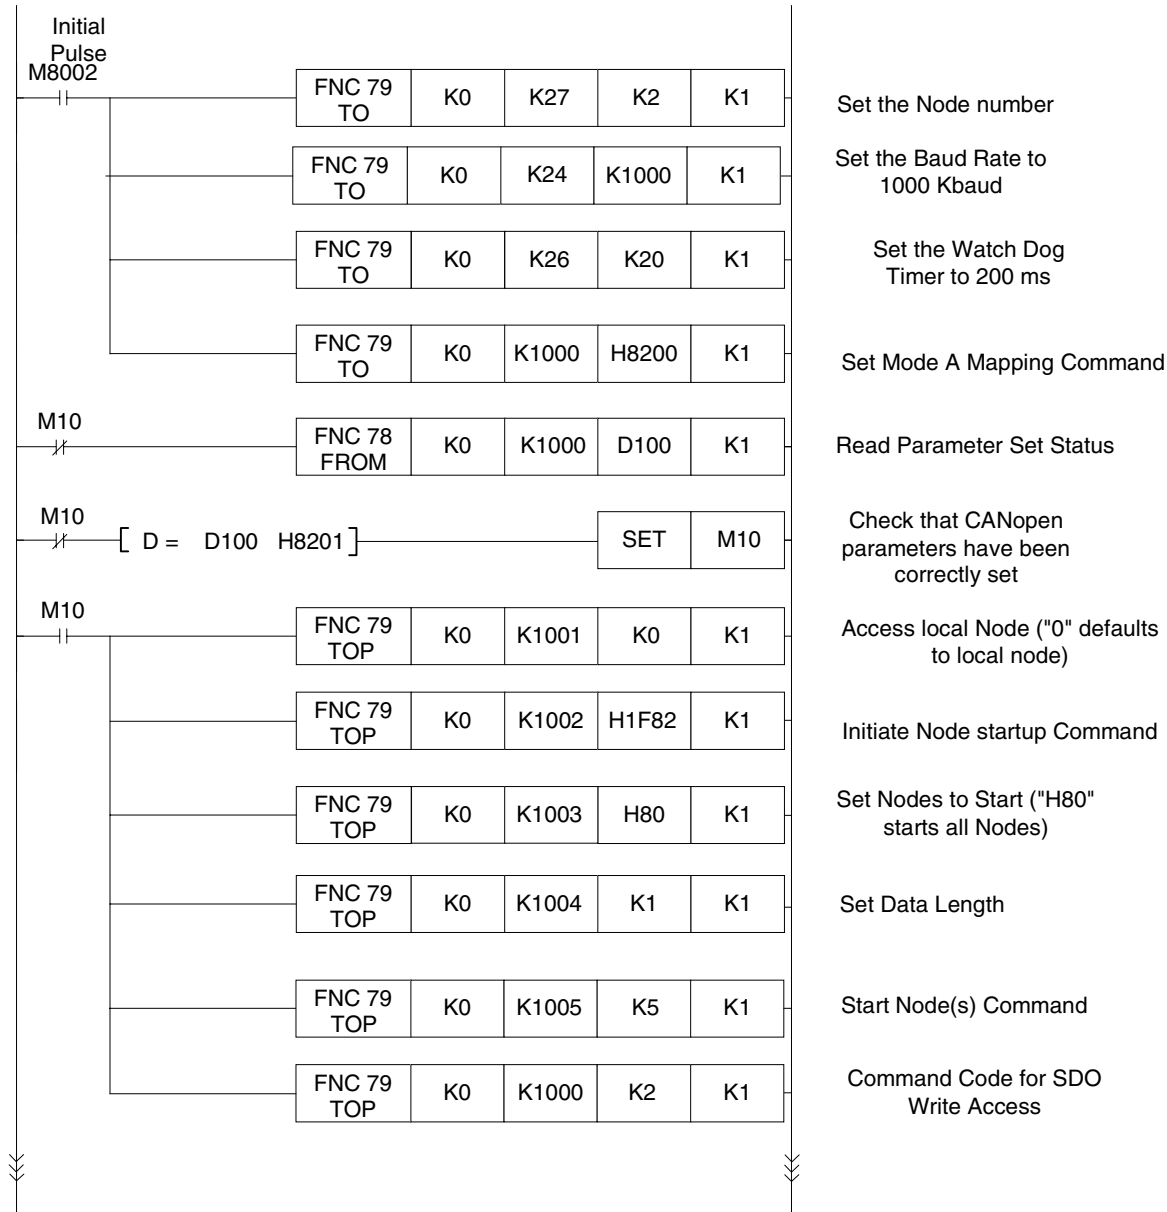 Initial
Pulse
M8002
FNC 79
TO
K0
K27
K2
K1
Set the Node number
FNC 79
TO
K0
K24
K1000
K1
Set the Baud Rate to
1000 Kbaud
FNC 79
TO
K0
K26
K20
K1
Set the Watch Dog
Timer to 200 ms
FNC 79
TO
K0
K1000
H8200
K1
Set Mode A Mapping Command
M10
FNC 78
FROM
K0
K1000
D100
K1
Read Parameter Set Status
M10
[ D = D100 H8201 ]
SET
M10
Check that CANopen
parameters have been
correctly set
M10
FNC 79
TOP
K0
K1001
K0
K1
Access local Node ("0" defaults
to local node)
FNC 79
TOP
K0
K1002
H1F82
K1
Initiate Node startup Command
FNC 79
TOP
K0
K1003
H80
K1
Set Nodes to Start ("H80"
starts all Nodes)
FNC 79
TOP
K0
K1004
K1
K1
Set Data Length
FNC 79
TOP
K0
K1005
K5
K1
Start Node(s) Command
FNC 79
TOP
K0
K1000
K2
K1
Command Code for SDO
Write Access